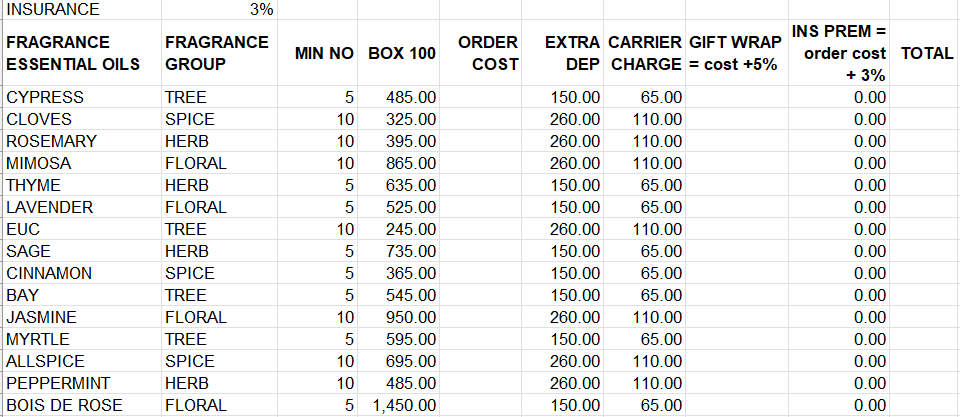 INSURANCE 3%
FRAGRANCE ESSENTIAL OILS FRAGRANCE GROUP MIN NO BOX 100 ORDER COST EXTRA DEP CARRIER CHARGE GIFT WRAP = cost +5% INS PREM = order cost + 3% TOTAL
CYPRESS TREE 5 485.00 150.00 65.00 0.00
CLOVES SPICE 10 325.00 260.00 110.00 0.00
ROSEMARY HERB 10 395.00 260.00 110.00 0.00
MIMOSA FLORAL 10 865.00 260.00 110.00 0.00
THYME HERB 5 635.00 150.00 65.00 0.00
LAVENDER FLORAL 5 525.00 150.00 65.00 0.00
EUC TREE 10 245.00 260.00 110.00 0.00
SAGE HERB 5 735.00 150.00 65.00 0.00
CINNAMON SPICE 5 365.00 150.00 65.00 0.00
BAY TREE 5 545.00 150.00 65.00 0.00
JASMINE FLORAL 10 950.00 260.00 110.00 0.00
MYRTLE TREE 5 595.00 150.00 65.00 0.00
ALLSPICE SPICE 10 695.00 260.00 110.00 0.00
PEPPERMINT HERB 10 485.00 260.00 110.00 0.00
BOIS DE ROSE FLORAL 5 1,450.00 150.00 65.00 0.00